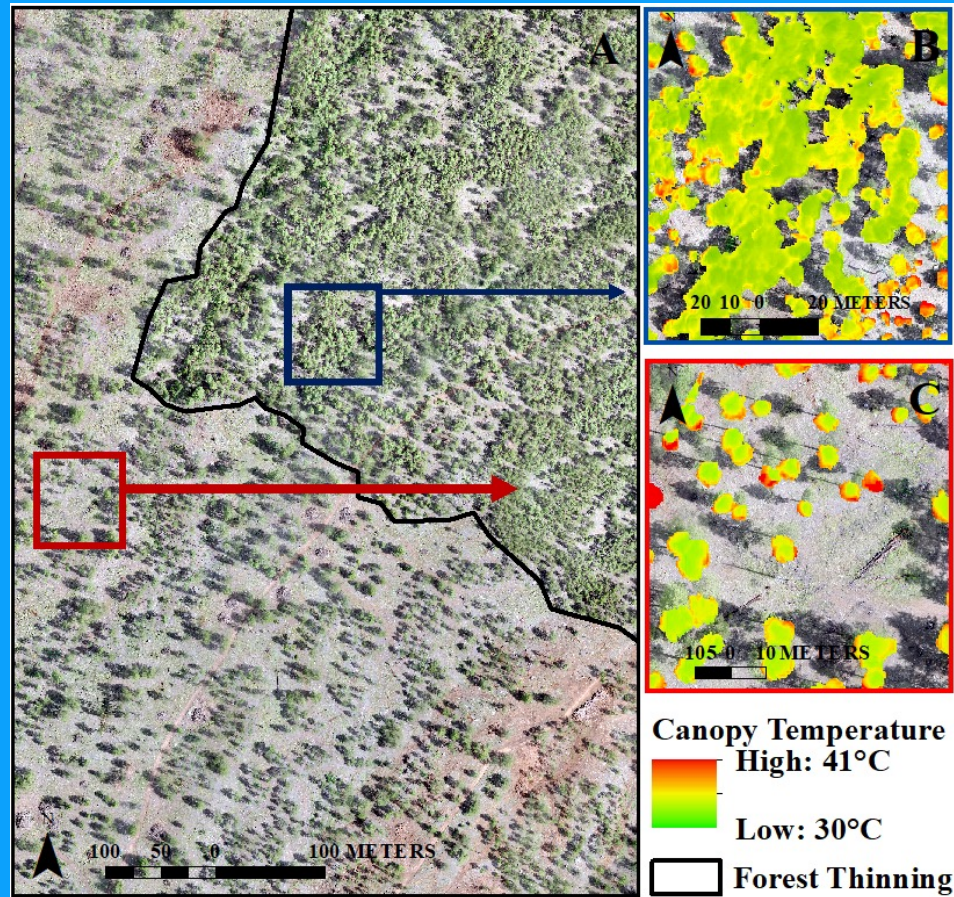 A
100 50 0 100 METERS
B
20 10 0 20 METERS
C
105 0 10 METERS
Canopy Temperature
High: 41°C
Low: 30°C
Forest Thinning